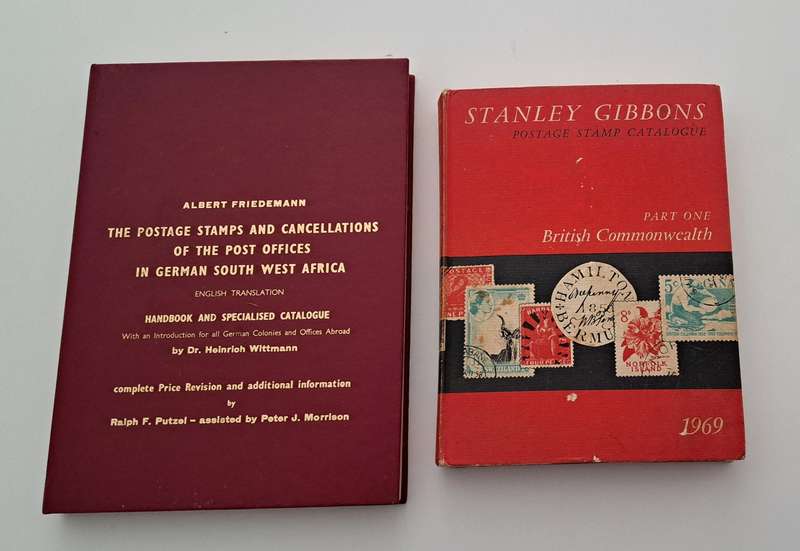 ALBERT FRIEDEMANN
THE POSTAGE STAMPS AND CANCELLATIONS
OF THE POST OFFICES
IN GERMAN SOUTH WEST AFRICA
ENGLISH TRANSLATION
HANDBOOK AND SPECIALISED CATALOGUE
With an Introduction for all German Colonies and Offices Abroad
by Dr. Heinrich Wittmann
complete Price Revision and additional information
by
Ralph F. Putzel – assisted by Peter J. Morrison
STANLEY GIBBONS
POSTAGE STAMP CATALOGUE
PART ONE
British Commonwealth
POSTAGE
HAMILTON
BERMUDA
5c
8c
NORFOLK
ISLAND
1969